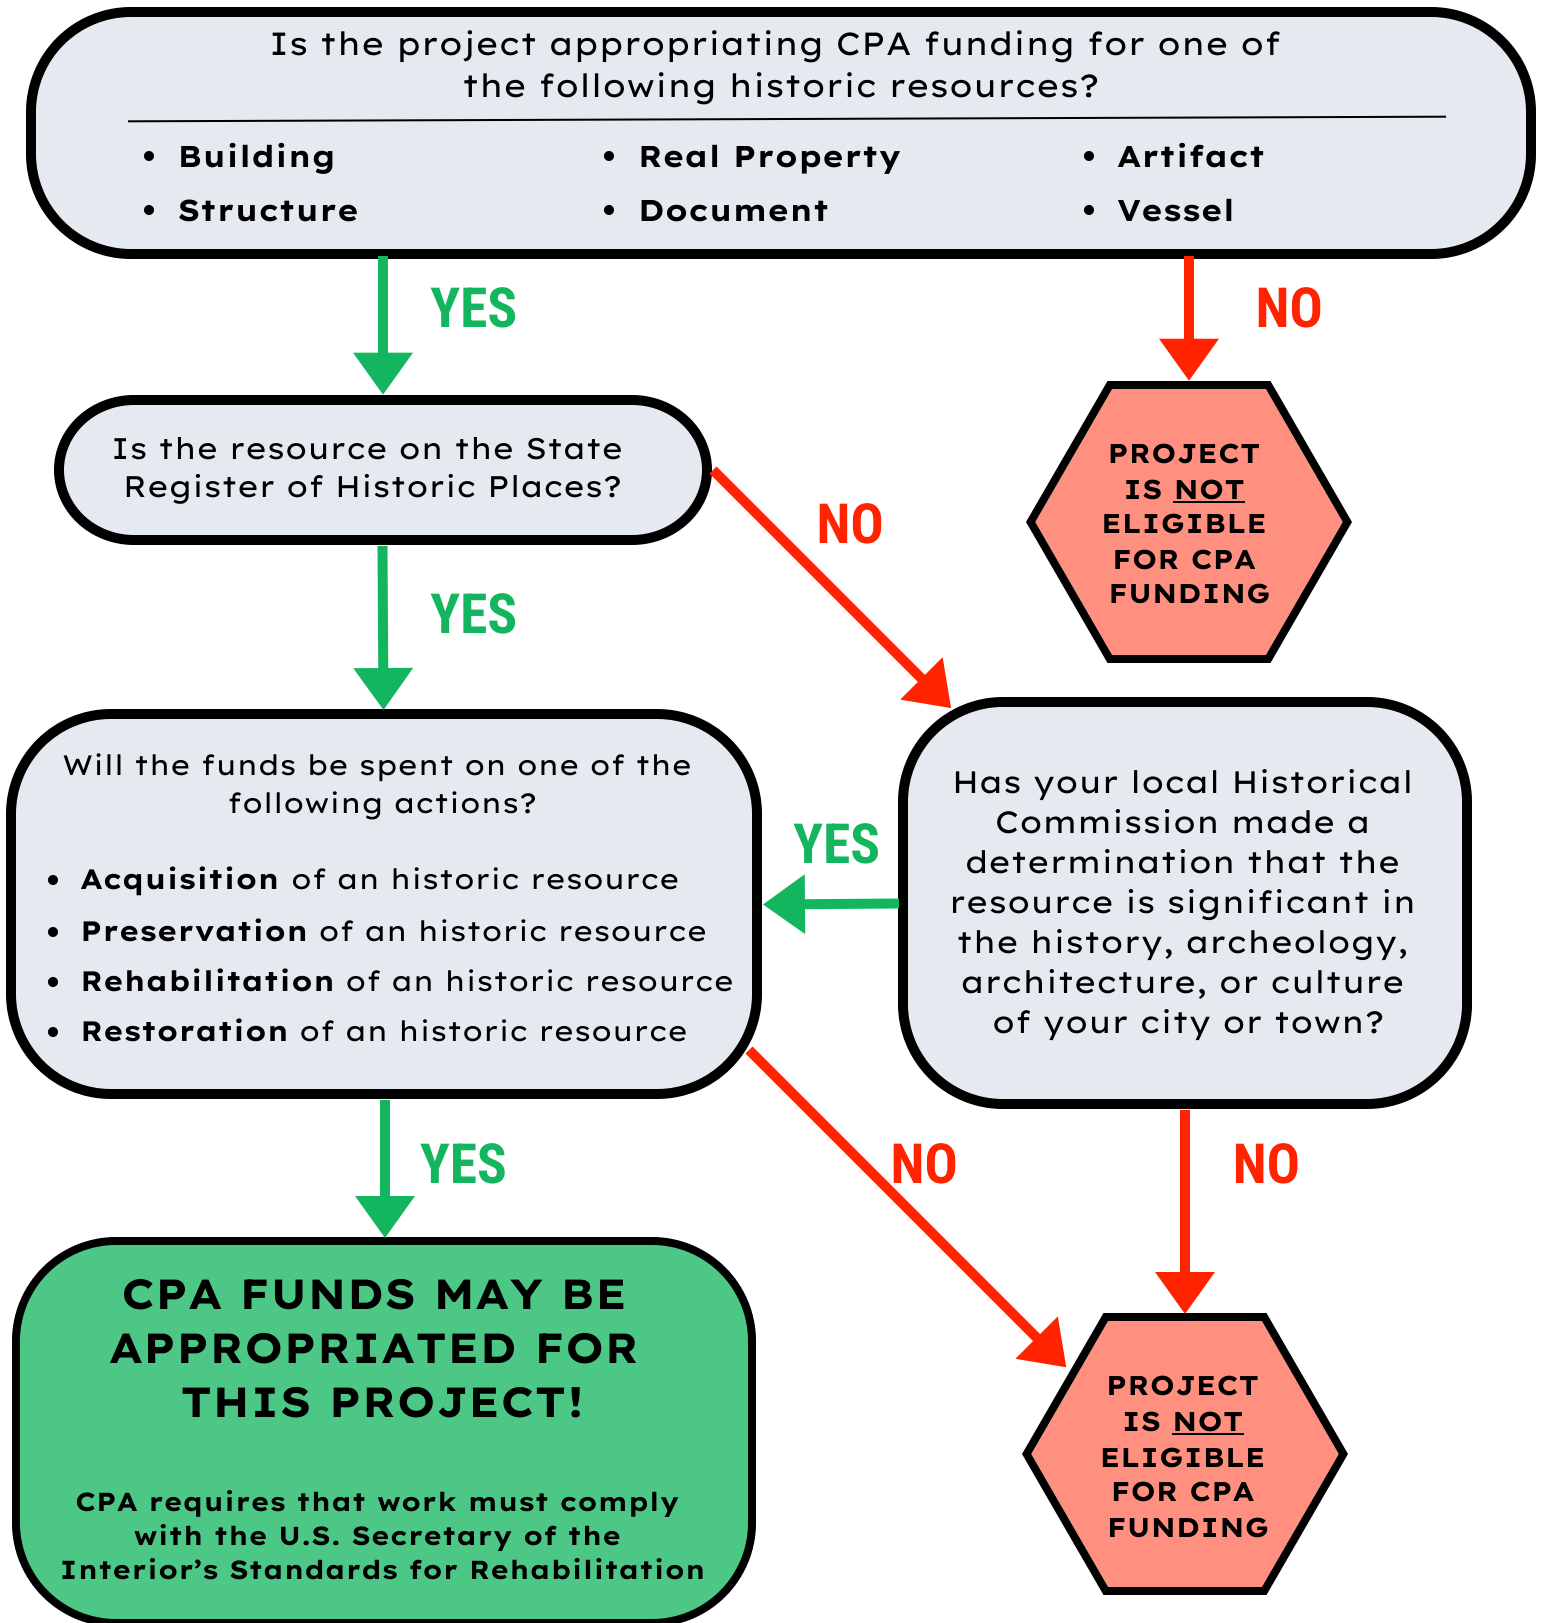 Is the project appropriating CPA funding for one of
the following historic resources?
• Building
• Structure
• Real Property
• Document
• Artifact
• Vessel
YES
NO
Is the resource on the State
Register of Historic Places?
PROJECT
IS NOT
ELIGIBLE
FOR CPA
FUNDING
NO
YES
Will the funds be spent on one of the
following actions?
• Acquisition of an historic resource
• Preservation of an historic resource
• Rehabilitation of an historic resource
• Restoration of an historic resource
YES
Has your local Historical
Commission made a
determination that the
resource is significant in
the history, archeology,
architecture, or culture
of your city or town?
YES
NO
NO
CPA FUNDS MAY BE
APPROPRIATED FOR
THIS PROJECT!
CPA requires that work must comply
with the U.S. Secretary of the
Interior’s Standards for Rehabilitation
PROJECT
IS NOT
ELIGIBLE
FOR CPA
FUNDING